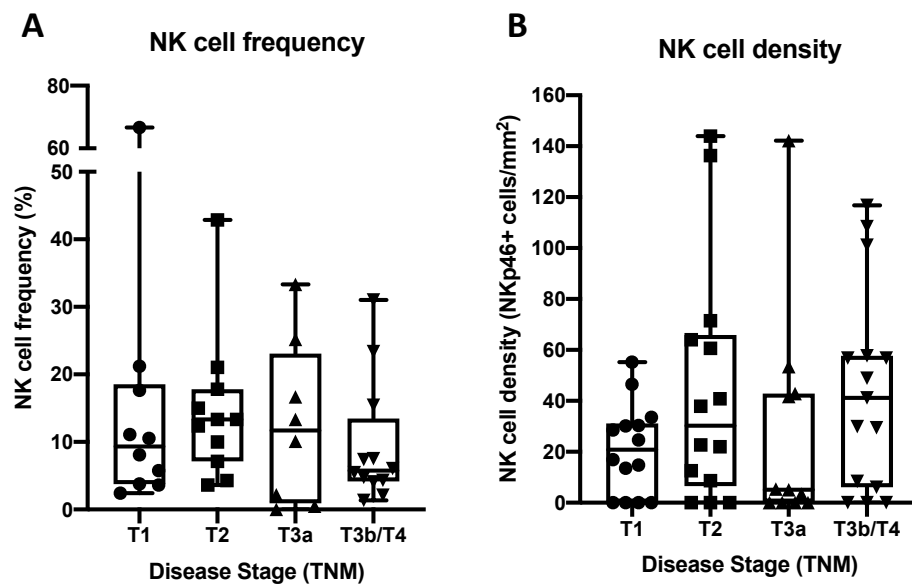 A
NK cell frequency
NK cell frequency (%)
80
60
50
40
30
20
10
0
T1 T2 T3a T3b/T4
Disease Stage (TNM)
B
NK cell density
NK cell density (NKp46+ cells/mm²)
160
140
120
100
80
60
40
20
0
T1 T2 T3a T3b/T4
Disease Stage (TNM)